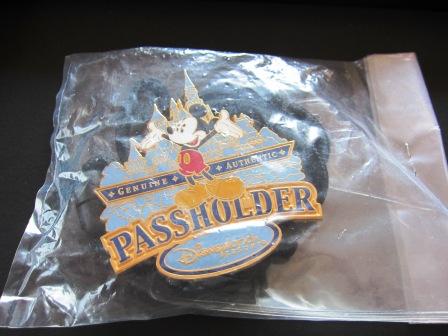 GENUINE AUTHENTIC
PASSHOLDER
Disneyland